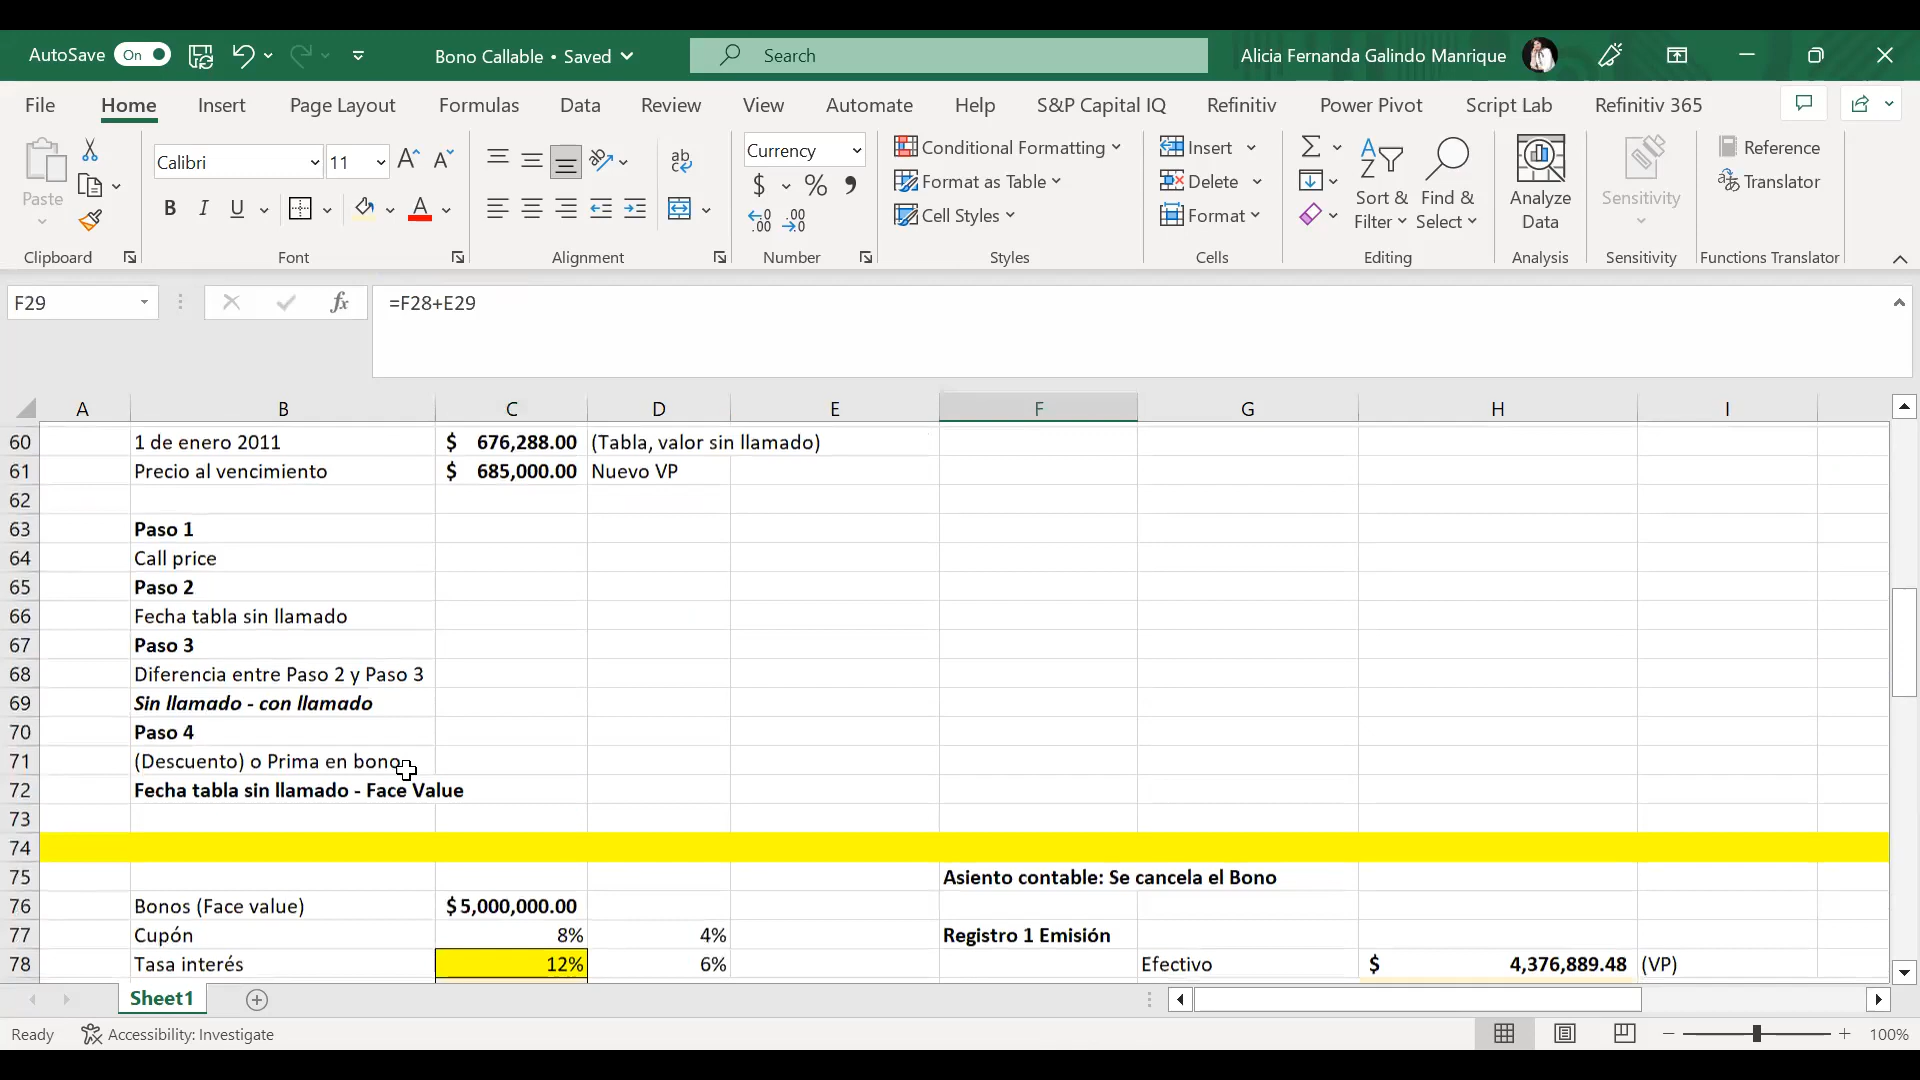 AutoSave On Bono Callable • Saved Search Alicia Fernanda Galindo Manrique
File Home Insert Page Layout Formulas Data Review View Automate Help S&P Capital IQ Refinitiv Power Pivot Script Lab Refinitiv 365
Paste
Calibri 11
Currency
Conditional Formatting
Format as Table
Cell Styles
Insert
Delete
Format
Sort & Filter
Find & Select
Analyze Data
Sensitivity
Reference
Translator
Clipboard Font Alignment Number Styles Cells Editing Analysis Sensitivity Functions Translator
F29 fx =F28+E29
A B C D E F G H I
60 1 de enero 2011 $ 676,288.00 (Tabla, valor sin llamado)
61 Precio al vencimiento $ 685,000.00 Nuevo VP
62
63 Paso 1
64 Call price
65 Paso 2
66 Fecha tabla sin llamado
67 Paso 3
68 Diferencia entre Paso 2 y Paso 3
69 Sin llamado - con llamado
70 Paso 4
71 (Descuento) o Prima en bono
72 Fecha tabla sin llamado - Face Value
73
74
75 Asiento contable: Se cancela el Bono
76 Bonos (Face value) $5,000,000.00
77 Cupón 8% 4% Registro 1 Emisión
78 Tasa interés 12% 6% Efectivo $ 4,376,889.48 (VP)
Sheet1
Ready Accessibility: Investigate 100%